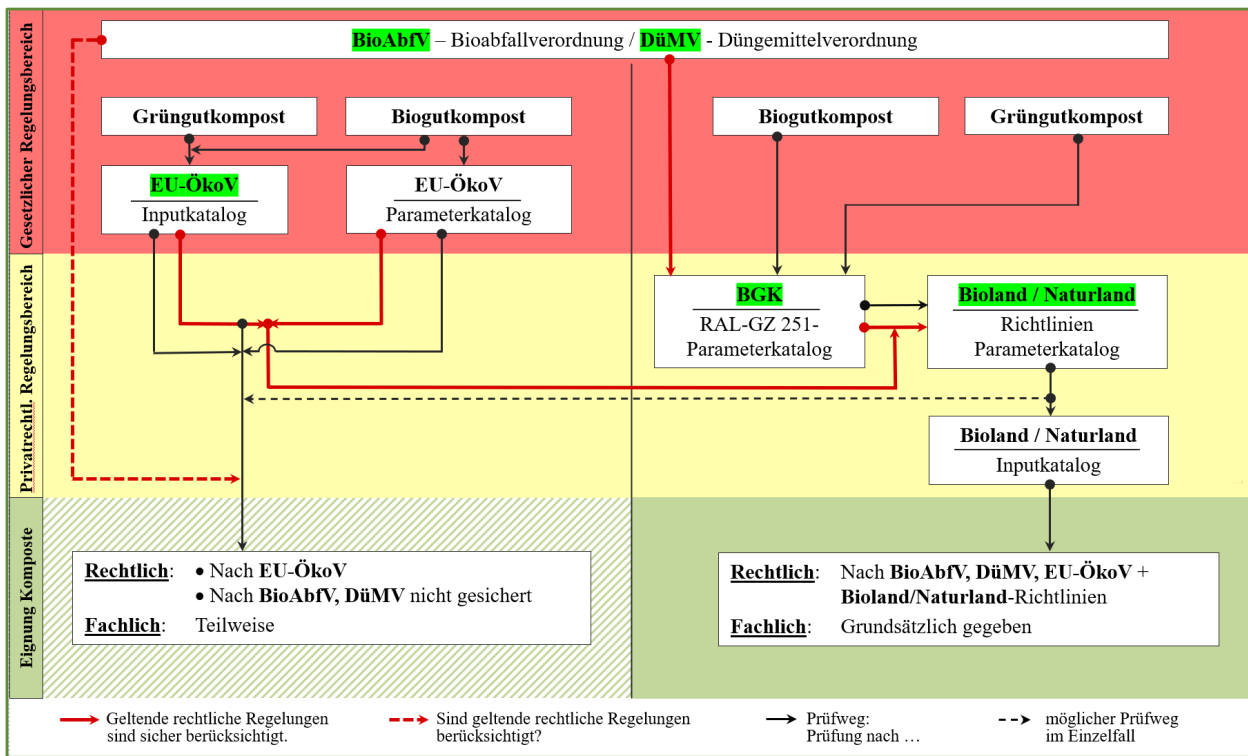 Gesetzlicher Regelungsbereich
BioAbfV – Bioabfallverordnung / DüMV - Düngemittelverordnung
Grüngutkompost
Biogutkompost
Biogutkompost
Grüngutkompost
EU-ÖkoV
Inputkatalog
EU-ÖkoV
Parameterkatalog
Privatrechtl. Regelungsbereich
BGK
RAL-GZ 251-
Parameterkatalog
Bioland / Naturland
Richtlinien
Parameterkatalog
Bioland / Naturland
Inputkatalog
Eignung Komposte
Rechtlich: • Nach EU-ÖkoV
• Nach BioAbfV, DüMV nicht gesichert
Fachlich: Teilweise
Rechtlich: Nach BioAbfV, DüMV, EU-ÖkoV +
Bioland/Naturland-Richtlinien
Fachlich: Grundsätzlich gegeben
Geltende rechtliche Regelungen
sind sicher berücksichtigt.
Sind geltende rechtliche Regelungen
berücksichtigt?
Prüfweg:
Prüfung nach ...
möglicher Prüfweg
im Einzelfall